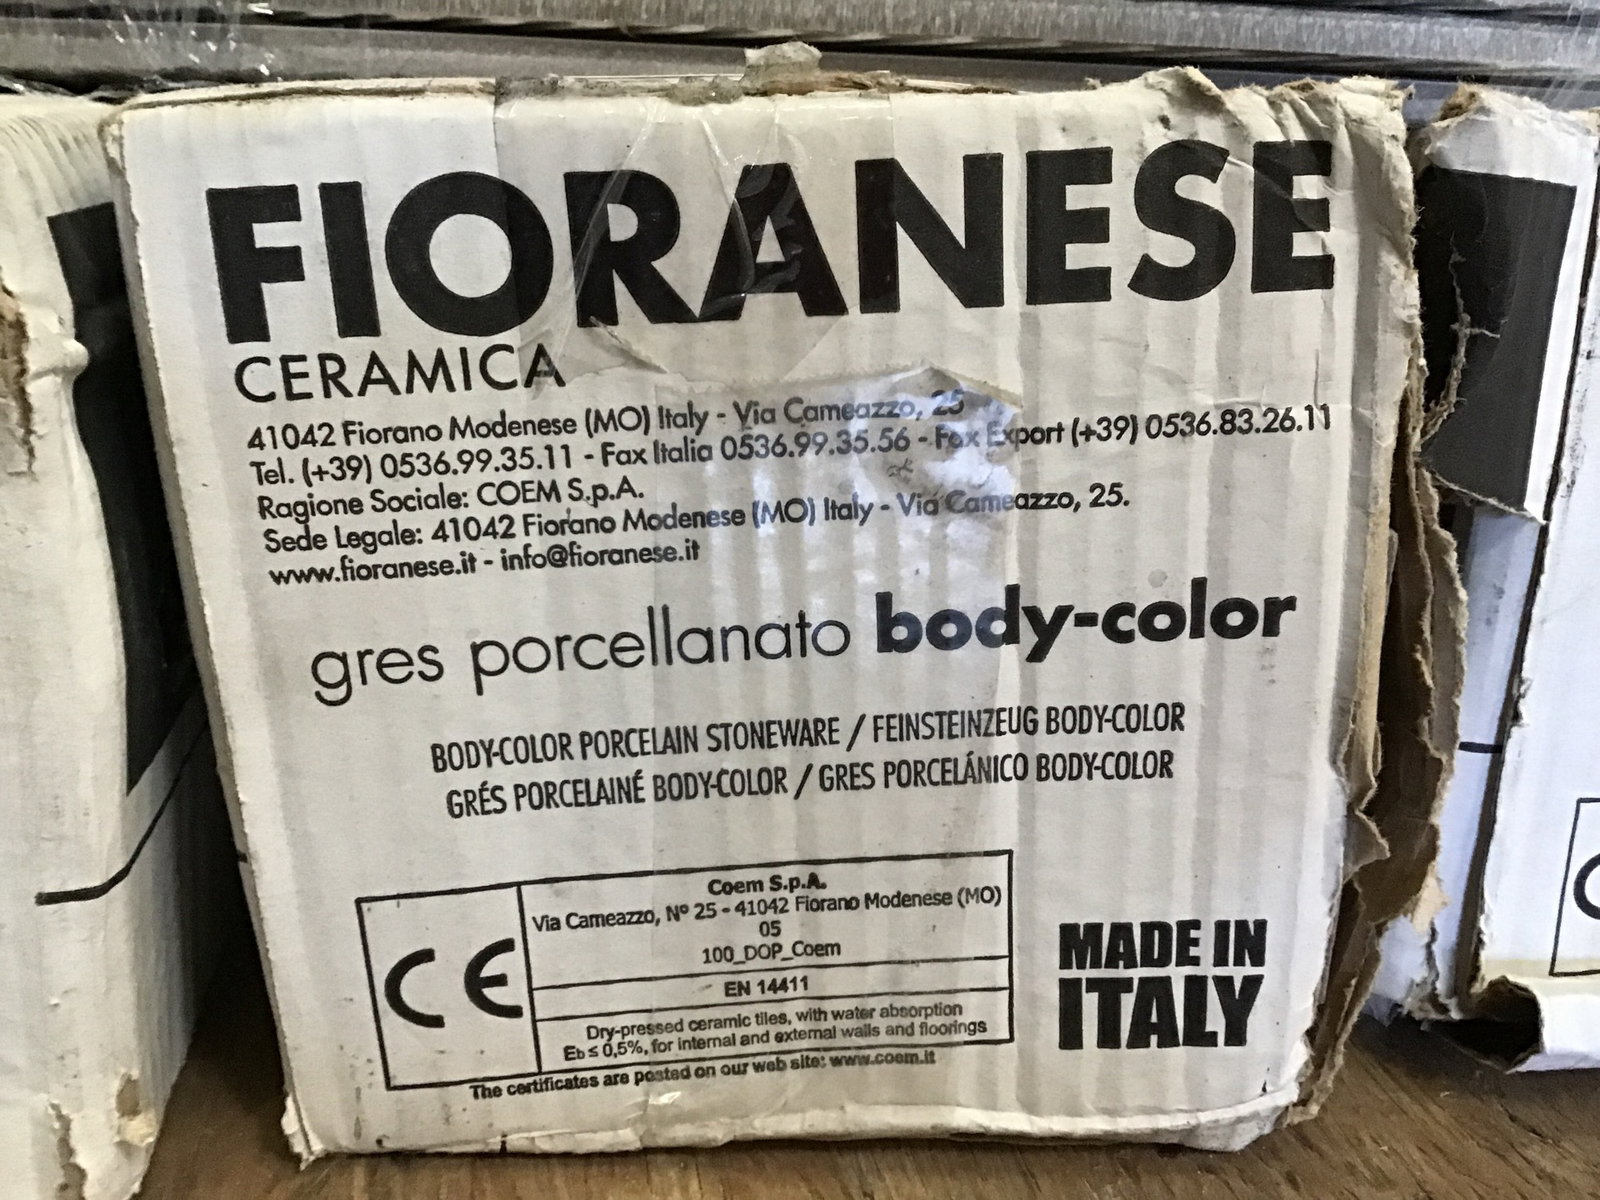 FIORANESE
CERAMICA
41042 Fiorano Modenese (MO) Italy - Via Cameazzo, 25
Tel. (+39) 0536.99.35.11 - Fax Italia 0536.99.35.56 - Fax Export (+39) 0536.83.26.11
Ragione Sociale: COEM S.p.A.
Sede Legale: 41042 Fiorano Modenese (MO) Italy - Via Cameazzo, 25.
www.fioranese.it - info@fioranese.it
gres porcellanato body-color
BODY-COLOR PORCELAIN STONEWARE / FEINSTEINZEUG BODY-COLOR
GRÉS PORCELAINÉ BODY-COLOR / GRES PORCELÁNICO BODY-COLOR
CE
Coem S.p.A.
Via Cameazzo, Nº 25 - 41042 Fiorano Modenese (MO)
05
100_DOP_Coem
EN 14411
Dry-pressed ceramic tiles, with water absorption
Eb ≤ 0,5%, for internal and external walls and floorings
The certificates are posted on our web site: www.coem.it
MADE IN
ITALY